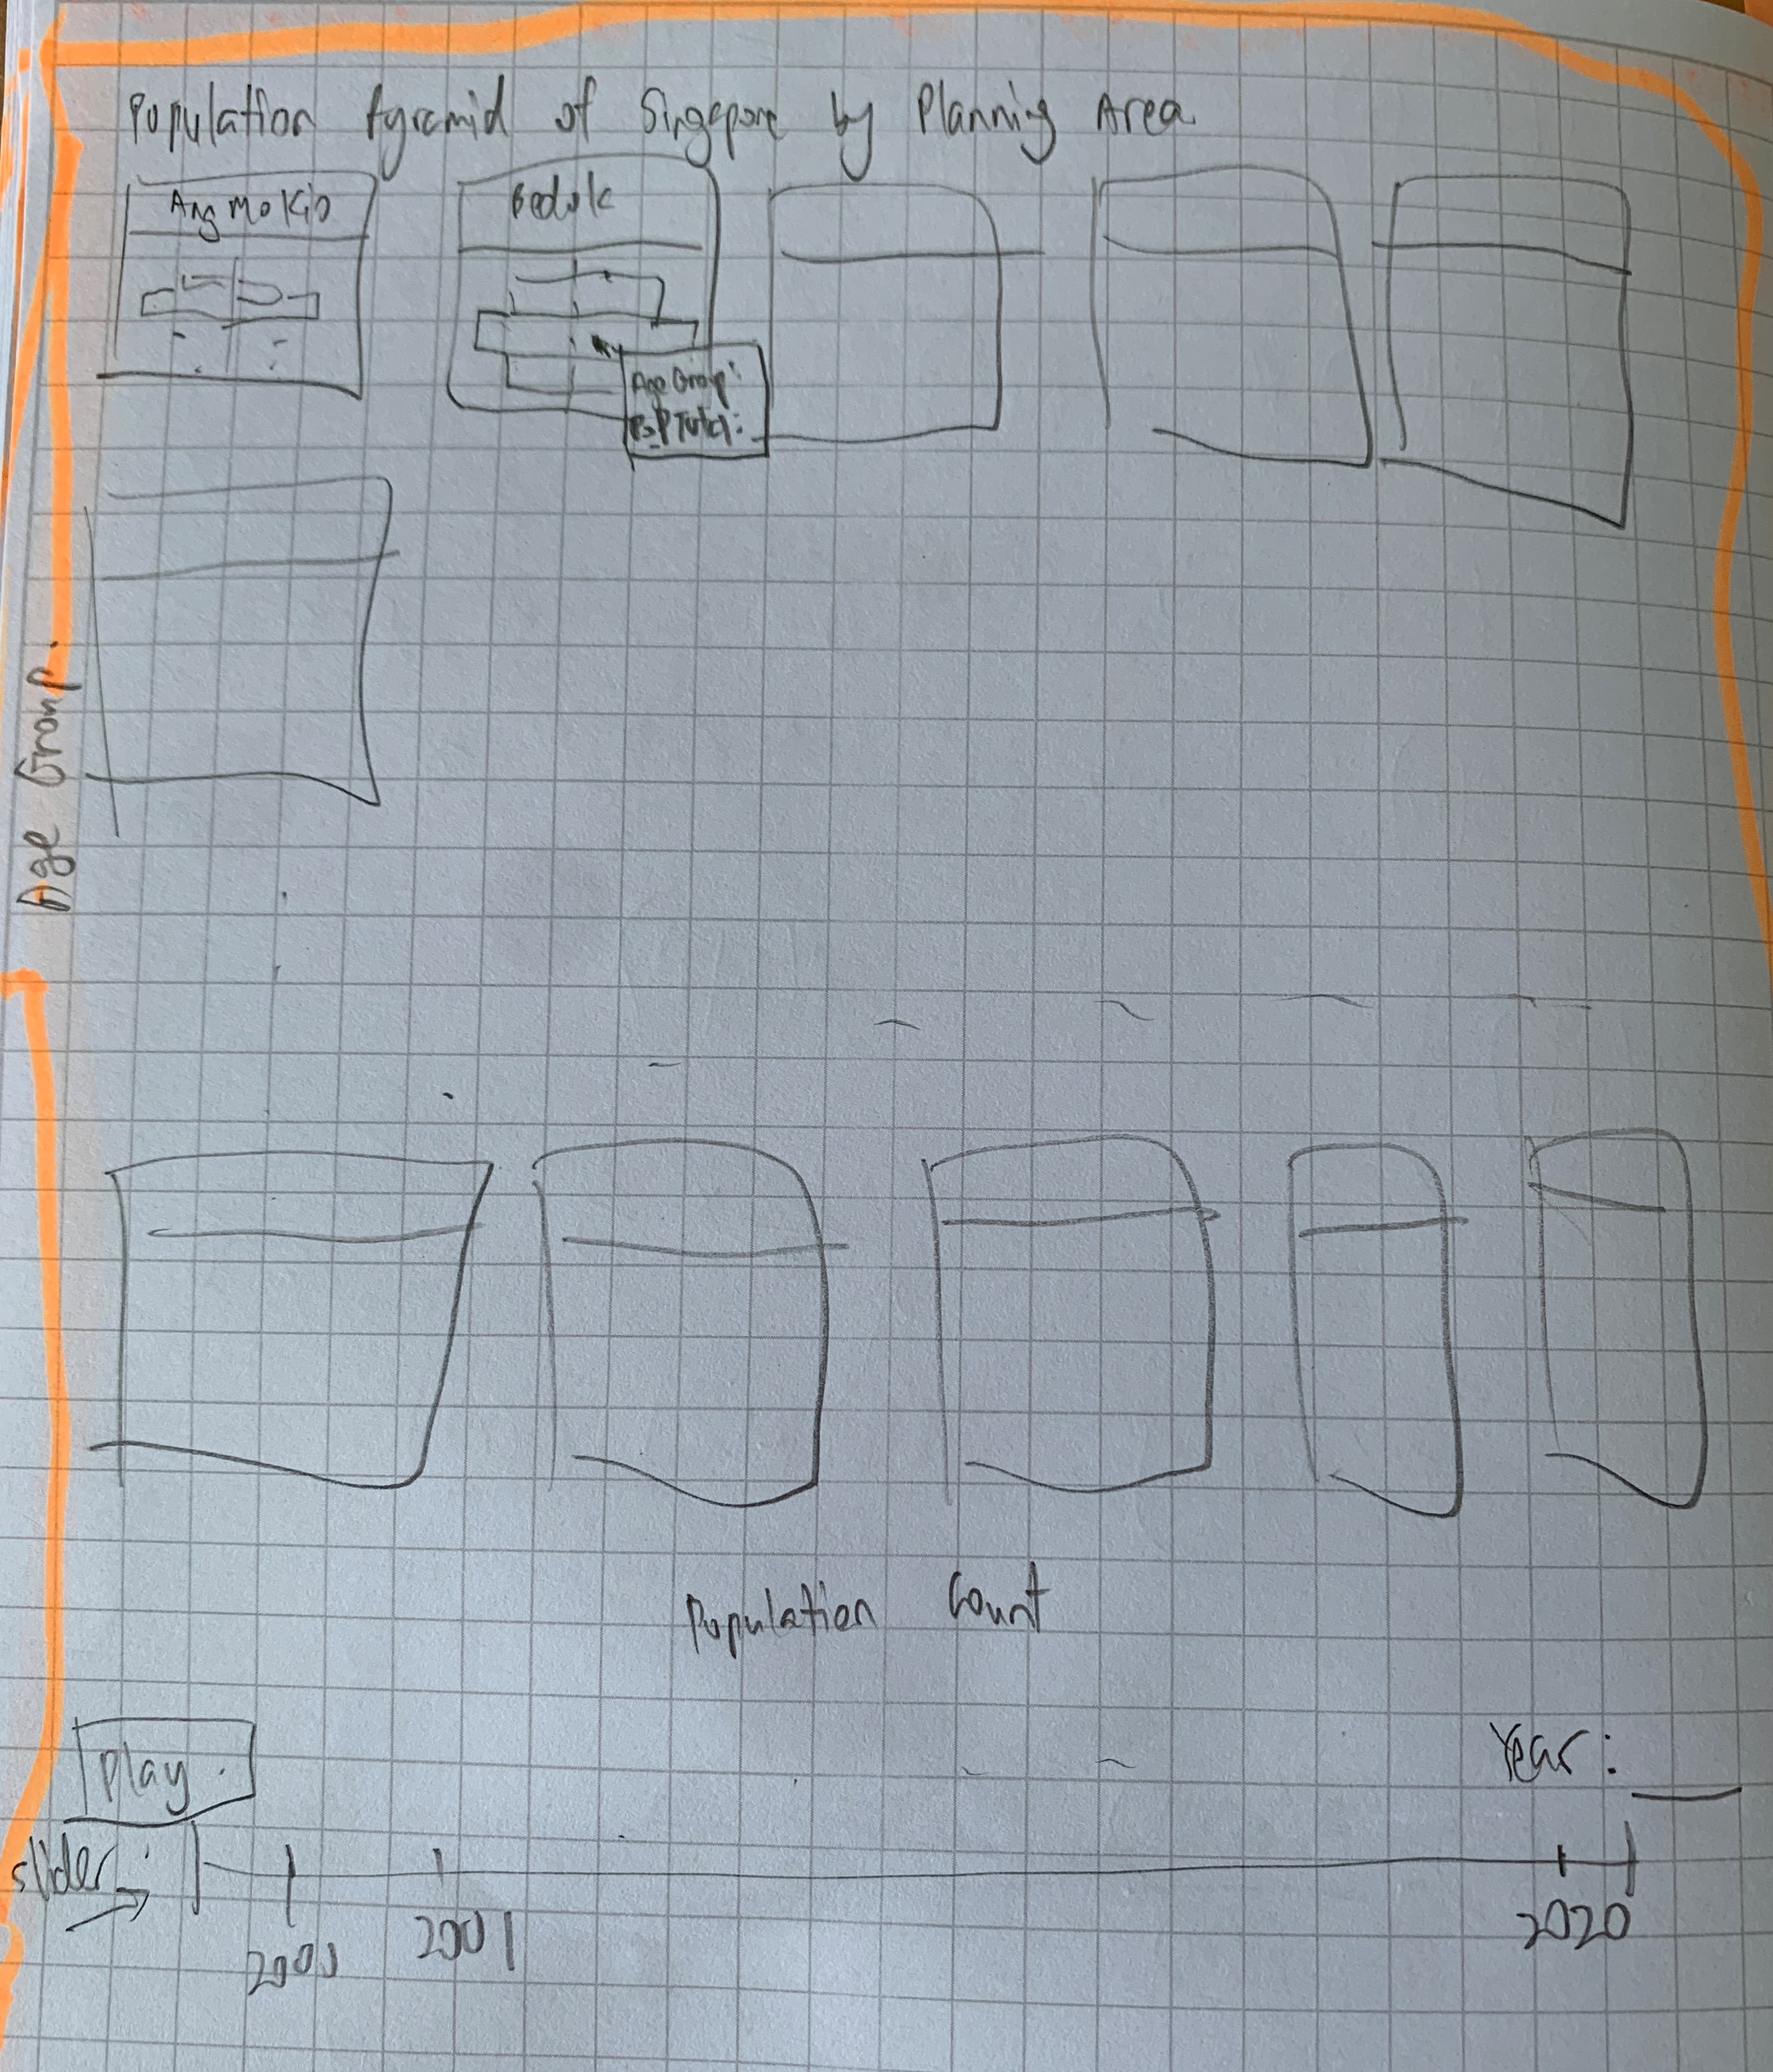 Population Pyramid of Singapore by Planning Area
Ang Mo Kio
Bedok
Age Group:
Pop Total:
Age Group.
Population Count
Play
Year:
slider
2000
2001
2020